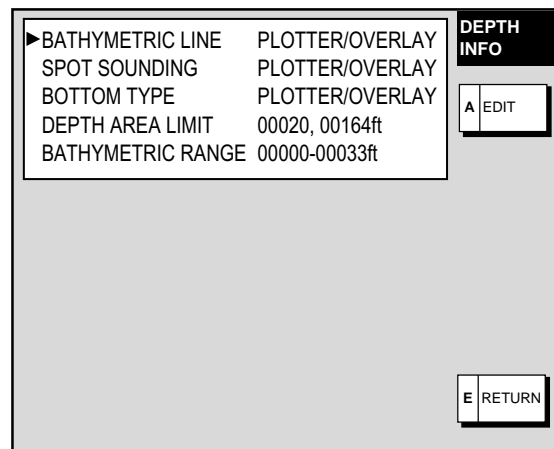 ▶BATHYMETRIC LINE PLOTTER/OVERLAY
SPOT SOUNDING PLOTTER/OVERLAY
BOTTOM TYPE PLOTTER/OVERLAY
DEPTH AREA LIMIT 00020, 00164ft
BATHYMETRIC RANGE 00000-00033ft
DEPTH
INFO
A EDIT
E RETURN